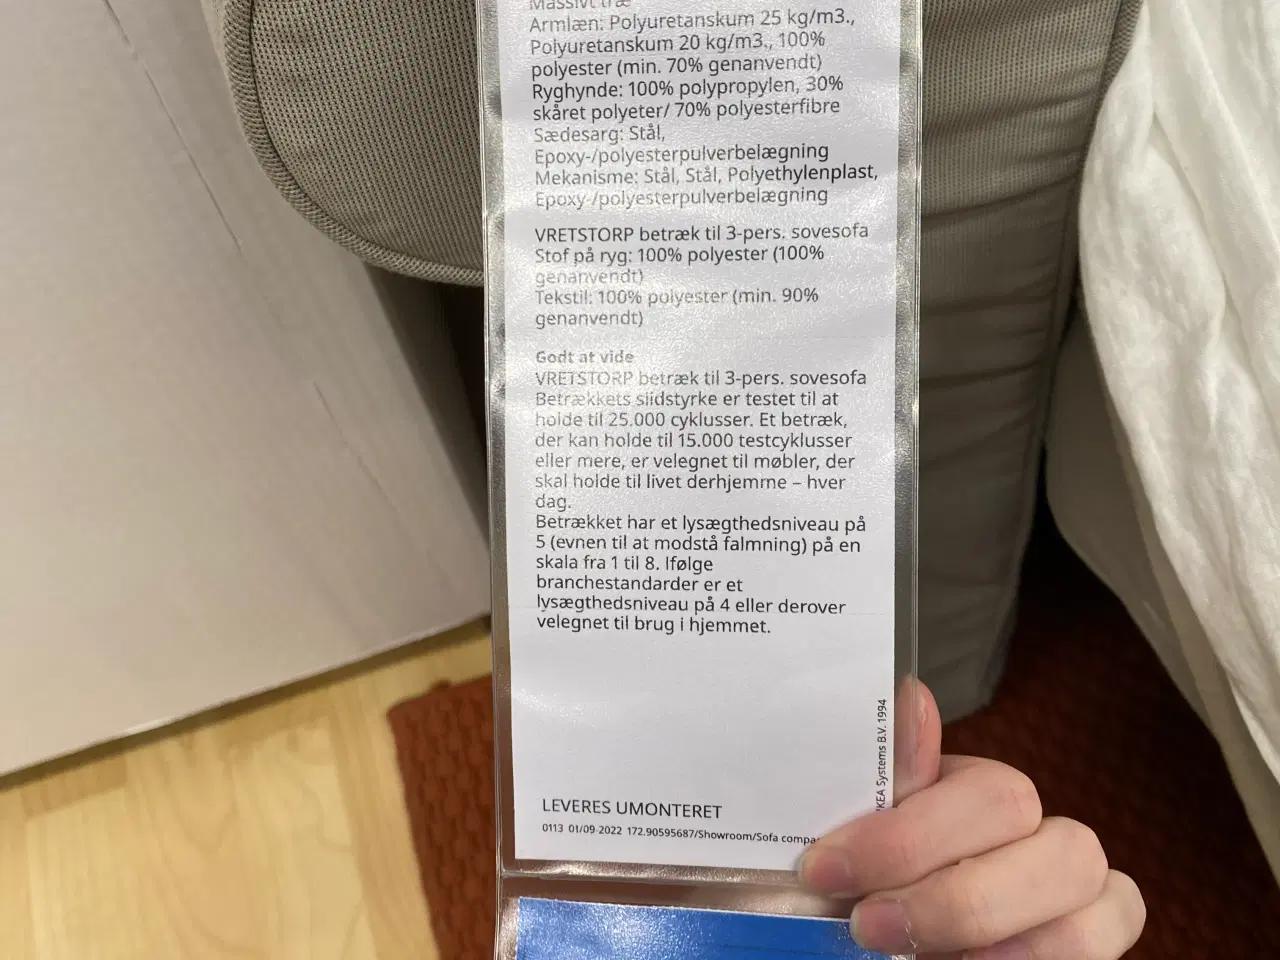 Massivt træ
Armlæn: Polyuretanskum 25 kg/m3.,
Polyuretanskum 20 kg/m3., 100%
polyester (min. 70% genanvendt)
Ryghynde: 100% polypropylen, 30%
skåret polyeter/ 70% polyesterfibre
Sædesarg: Stål,
Epoxy-/polyesterpulverbelægning
Mekanisme: Stål, Stål, Polyethylenplast,
Epoxy-/polyesterpulverbelægning
VRETSTORP betræk til 3-pers. sovesofa
Stof på ryg: 100% polyester (100%
genanvendt)
Tekstil: 100% polyester (min. 90%
genanvendt)
Godt at vide
VRETSTORP betræk til 3-pers. sovesofa
Betrækkets slidstyrke er testet til at
holde til 25.000 cyklusser. Et betræk,
der kan holde til 15.000 testcyklusser
eller mere, er velegnet til møbler, der
skal holde til livet derhjemme – hver
dag.
Betrækket har et lysægthedsniveau på
5 (evnen til at modstå falmning) på en
skala fra 1 til 8. Ifølge
branchestandarder er et
lysægthedsniveau på 4 eller derover
velegnet til brug i hjemmet.
LEVERES UMONTERET
0113 01/09-2022 172.90595687/Showroom/Sofa compa
IKEA Systems B.V. 1994